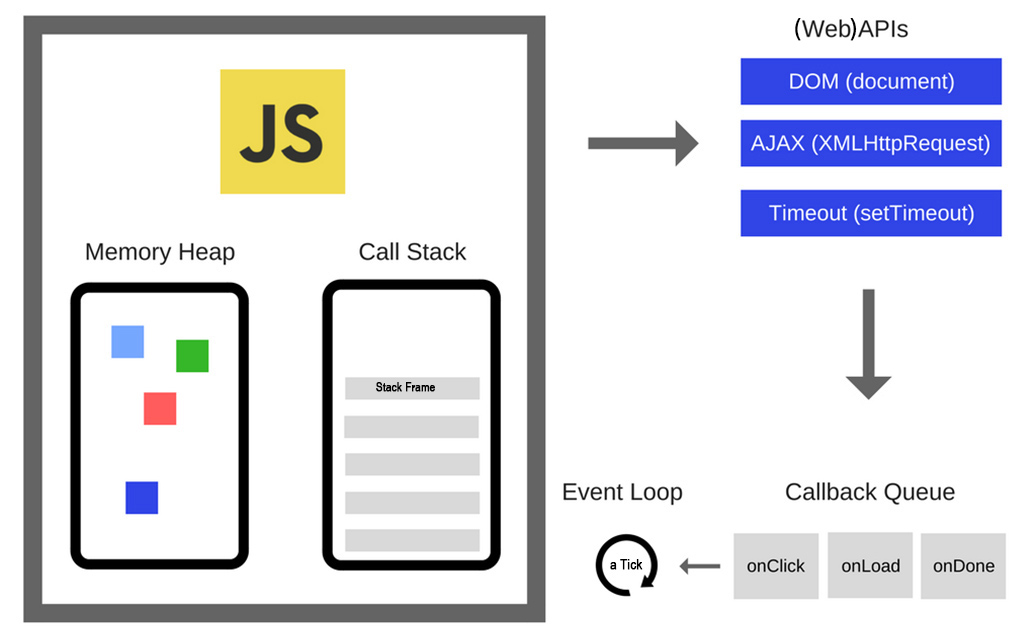 JS
Memory Heap
Call Stack
Stack Frame
(Web)APIs
DOM (document)
AJAX (XMLHttpRequest)
Timeout (setTimeout)
Event Loop
a Tick
Callback Queue
onClick
onLoad
onDone